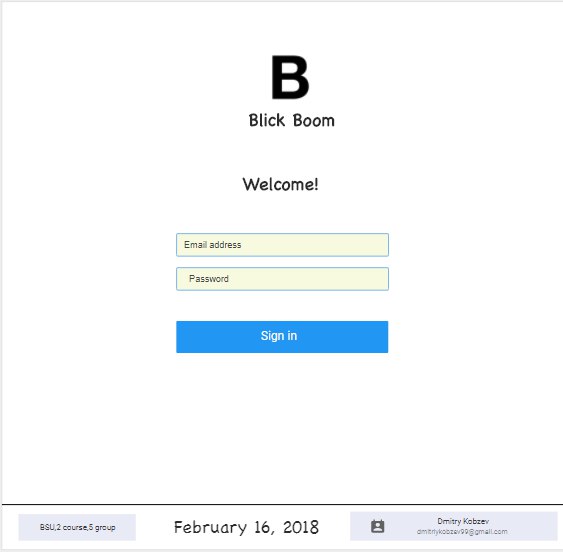 B
Blick Boom
Welcome!
Email address
Password
Sign in
BSU,2 course,5 group
February 16, 2018
Dmitry Kobzev
dmitriykobzev99@gmail.com